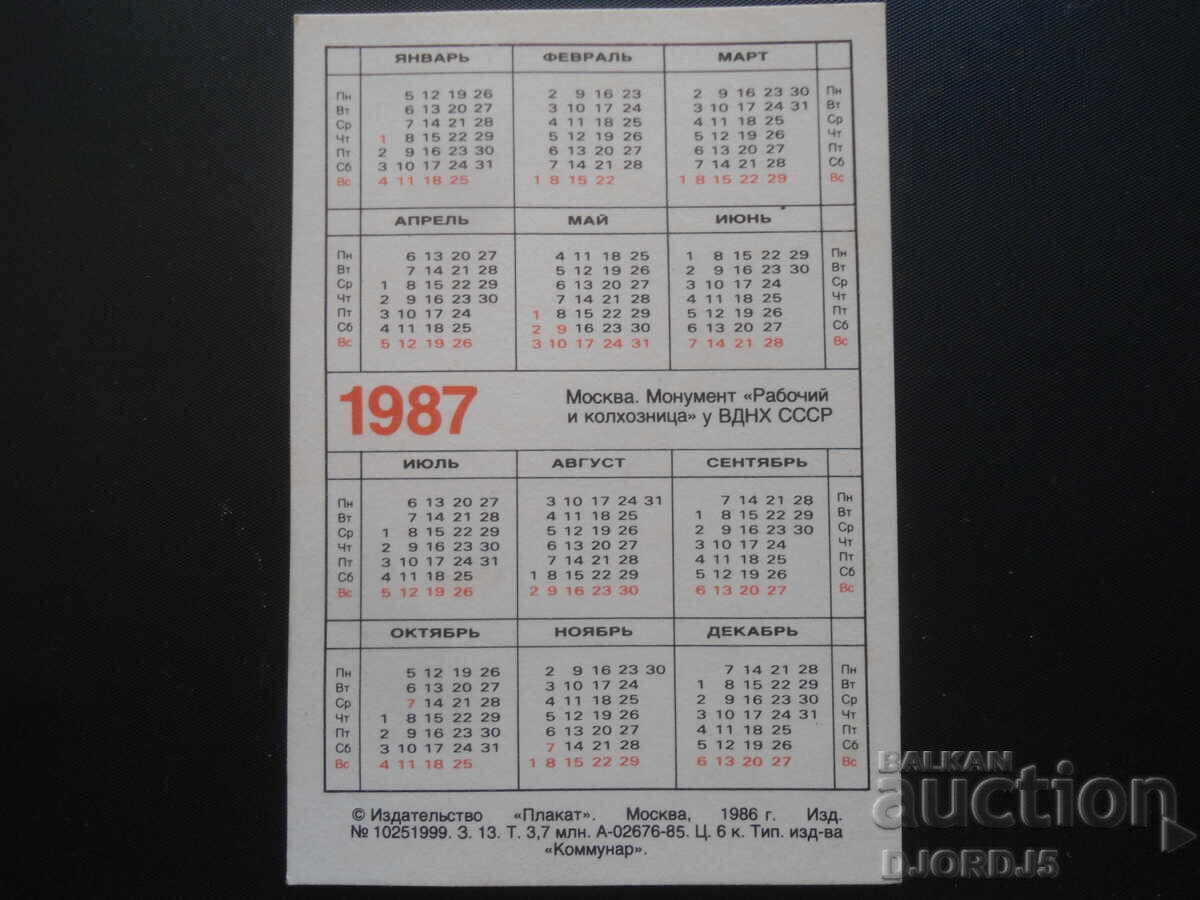 ЯНВАРЬ ФЕВРАЛЬ МАРТ
Пн 5 12 19 26 2 9 16 23 2 9 16 23 30 Пн
Вт 6 13 20 27 3 10 17 24 3 10 17 24 31 Вт
Ср 7 14 21 28 4 11 18 25 4 11 18 25 Ср
Чт 1 8 15 22 29 5 12 19 26 5 12 19 26 Чт
Пт 2 9 16 23 30 6 13 20 27 6 13 20 27 Пт
Сб 3 10 17 24 31 7 14 21 28 7 14 21 28 Сб
Вс 4 11 18 25 1 8 15 22 1 8 15 22 29 Вс
АПРЕЛЬ МАЙ ИЮНЬ
Пн 6 13 20 27 4 11 18 25 1 8 15 22 29 Пн
Вт 7 14 21 28 5 12 19 26 2 9 16 23 30 Вт
Ср 1 8 15 22 29 6 13 20 27 3 10 17 24 Ср
Чт 2 9 16 23 30 7 14 21 28 4 11 18 25 Чт
Пт 3 10 17 24 1 8 15 22 29 5 12 19 26 Пт
Сб 4 11 18 25 2 9 16 23 30 6 13 20 27 Сб
Вс 5 12 19 26 3 10 17 24 31 7 14 21 28 Вс
1987 Москва. Монумент «Рабочий
и колхозница» у ВДНХ СССР
ИЮЛЬ АВГУСТ СЕНТЯБРЬ
Пн 6 13 20 27 3 10 17 24 31 7 14 21 28 Пн
Вт 7 14 21 28 4 11 18 25 1 8 15 22 29 Вт
Ср 1 8 15 22 29 5 12 19 26 2 9 16 23 30 Ср
Чт 2 9 16 23 30 6 13 20 27 3 10 17 24 Чт
Пт 3 10 17 24 31 7 14 21 28 4 11 18 25 Пт
Сб 4 11 18 25 1 8 15 22 29 5 12 19 26 Сб
Вс 5 12 19 26 2 9 16 23 30 6 13 20 27 Вс
ОКТЯБРЬ НОЯБРЬ ДЕКАБРЬ
Пн 5 12 19 26 2 9 16 23 30 7 14 21 28 Пн
Вт 6 13 20 27 3 10 17 24 1 8 15 22 29 Вт
Ср 7 14 21 28 4 11 18 25 2 9 16 23 30 Ср
Чт 1 8 15 22 29 5 12 19 26 3 10 17 24 31 Чт
Пт 2 9 16 23 30 6 13 20 27 4 11 18 25 Пт
Сб 3 10 17 24 31 7 14 21 28 5 12 19 26 Сб
Вс 4 11 18 25 1 8 15 22 29 6 13 20 27 Вс
© Издательство «Плакат». Москва, 1986 г. Изд.
№ 10251999. З. 13. Т. 3,7 млн. А-02676-85. Ц. 6 к. Тип. изд-ва
«Коммунар».
BALKAN
auction
DJORDJ5